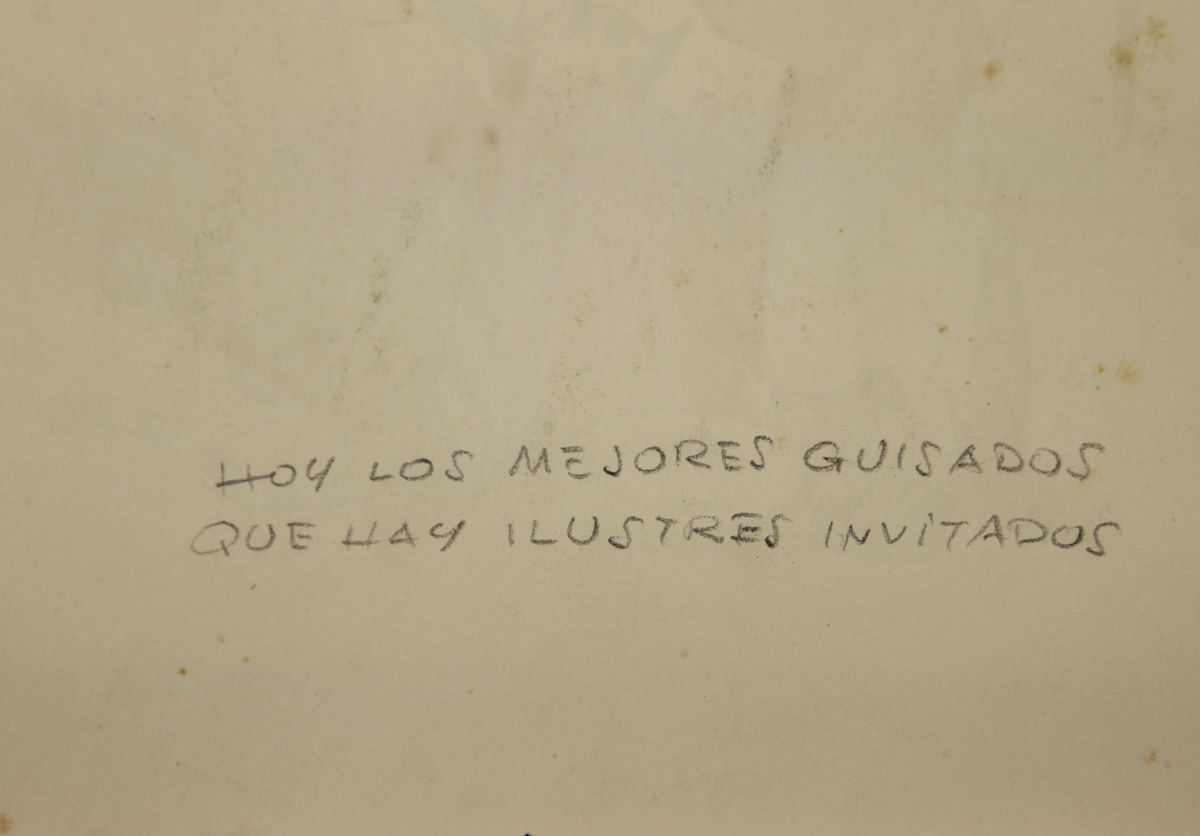 HOY LOS MEJORES GUISADOS
QUE HAY ILUSTRES INVITADOS